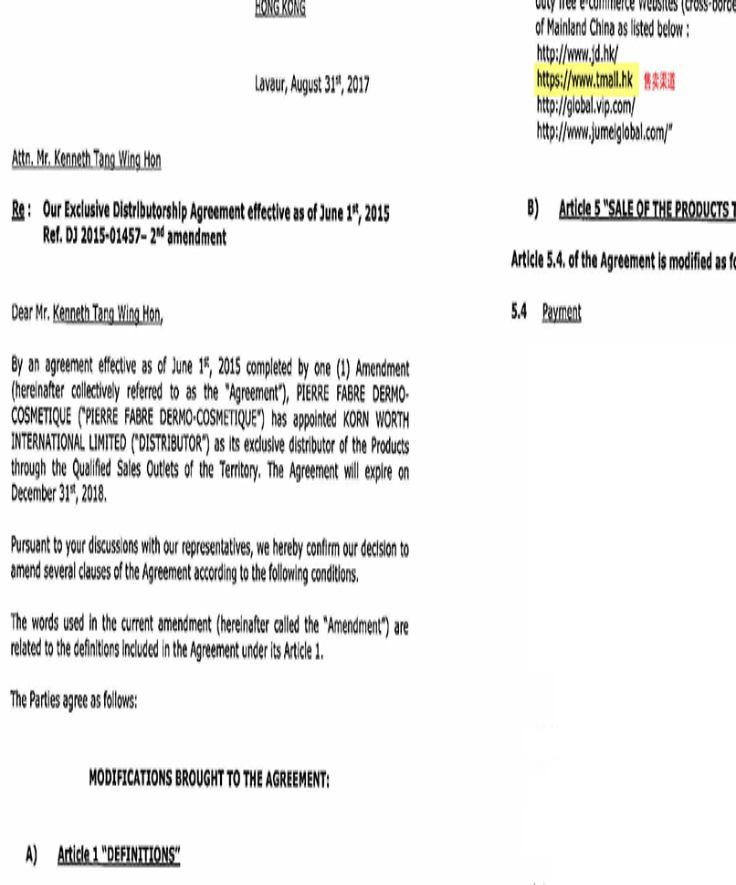 HONG KONG
Lavaur, August 31st, 2017
Attn. Mr. Kenneth Tang Wing Hon
Re : Our Exclusive Distributorship Agreement effective as of June 1st, 2015
Ref. DJ 2015-01457– 2nd amendment
Dear Mr. Kenneth Tang Wing Hon,
By an agreement effective as of June 1st, 2015 completed by one (1) Amendment
(hereinafter collectively referred to as the "Agreement"), PIERRE FABRE DERMO-
COSMETIQUE ("PIERRE FABRE DERMO-COSMETIQUE") has appointed KORN WORTH
INTERNATIONAL LIMITED ("DISTRIBUTOR") as its exclusive distributor of the Products
through the Qualified Sales Outlets of the Territory. The Agreement will expire on
December 31st, 2018.
Pursuant to your discussions with our representatives, we hereby confirm our decision to
amend several clauses of the Agreement according to the following conditions.
The words used in the current amendment (hereinafter called the "Amendment") are
related to the definitions included in the Agreement under its Article 1.
The Parties agree as follows:
MODIFICATIONS BROUGHT TO THE AGREEMENT:
A) Article 1 "DEFINITIONS"
duty free e-commerce websites (cross-borde
of Mainland China as listed below :
http://www.jd.hk/
https://www.tmall.hk 售卖渠道
http://global.vip.com/
http://www.jumeiglobal.com/"
B) Article 5 "SALE OF THE PRODUCTS T
Article 5.4. of the Agreement is modified as fo
5.4 Payment